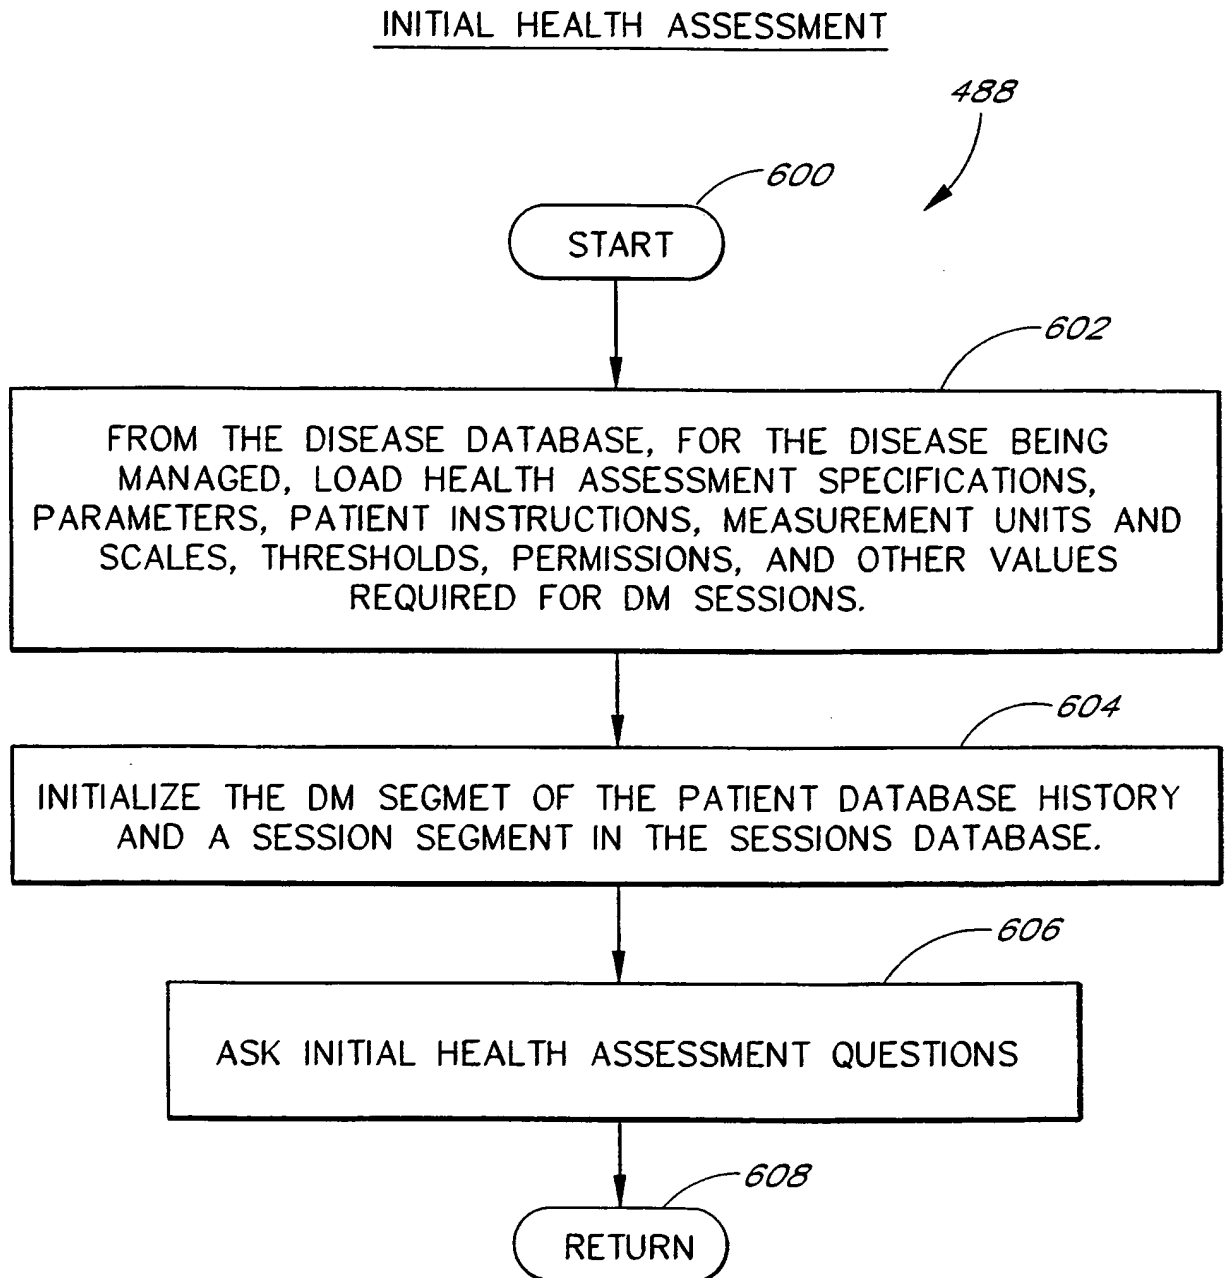 INITIAL HEALTH ASSESSMENT
488
600
START
602
FROM THE DISEASE DATABASE, FOR THE DISEASE BEING
MANAGED, LOAD HEALTH ASSESSMENT SPECIFICATIONS,
PARAMETERS, PATIENT INSTRUCTIONS, MEASUREMENT UNITS AND
SCALES, THRESHOLDS, PERMISSIONS, AND OTHER VALUES
REQUIRED FOR DM SESSIONS.
604
INITIALIZE THE DM SEGMET OF THE PATIENT DATABASE HISTORY
AND A SESSION SEGMENT IN THE SESSIONS DATABASE.
606
ASK INITIAL HEALTH ASSESSMENT QUESTIONS
608
RETURN